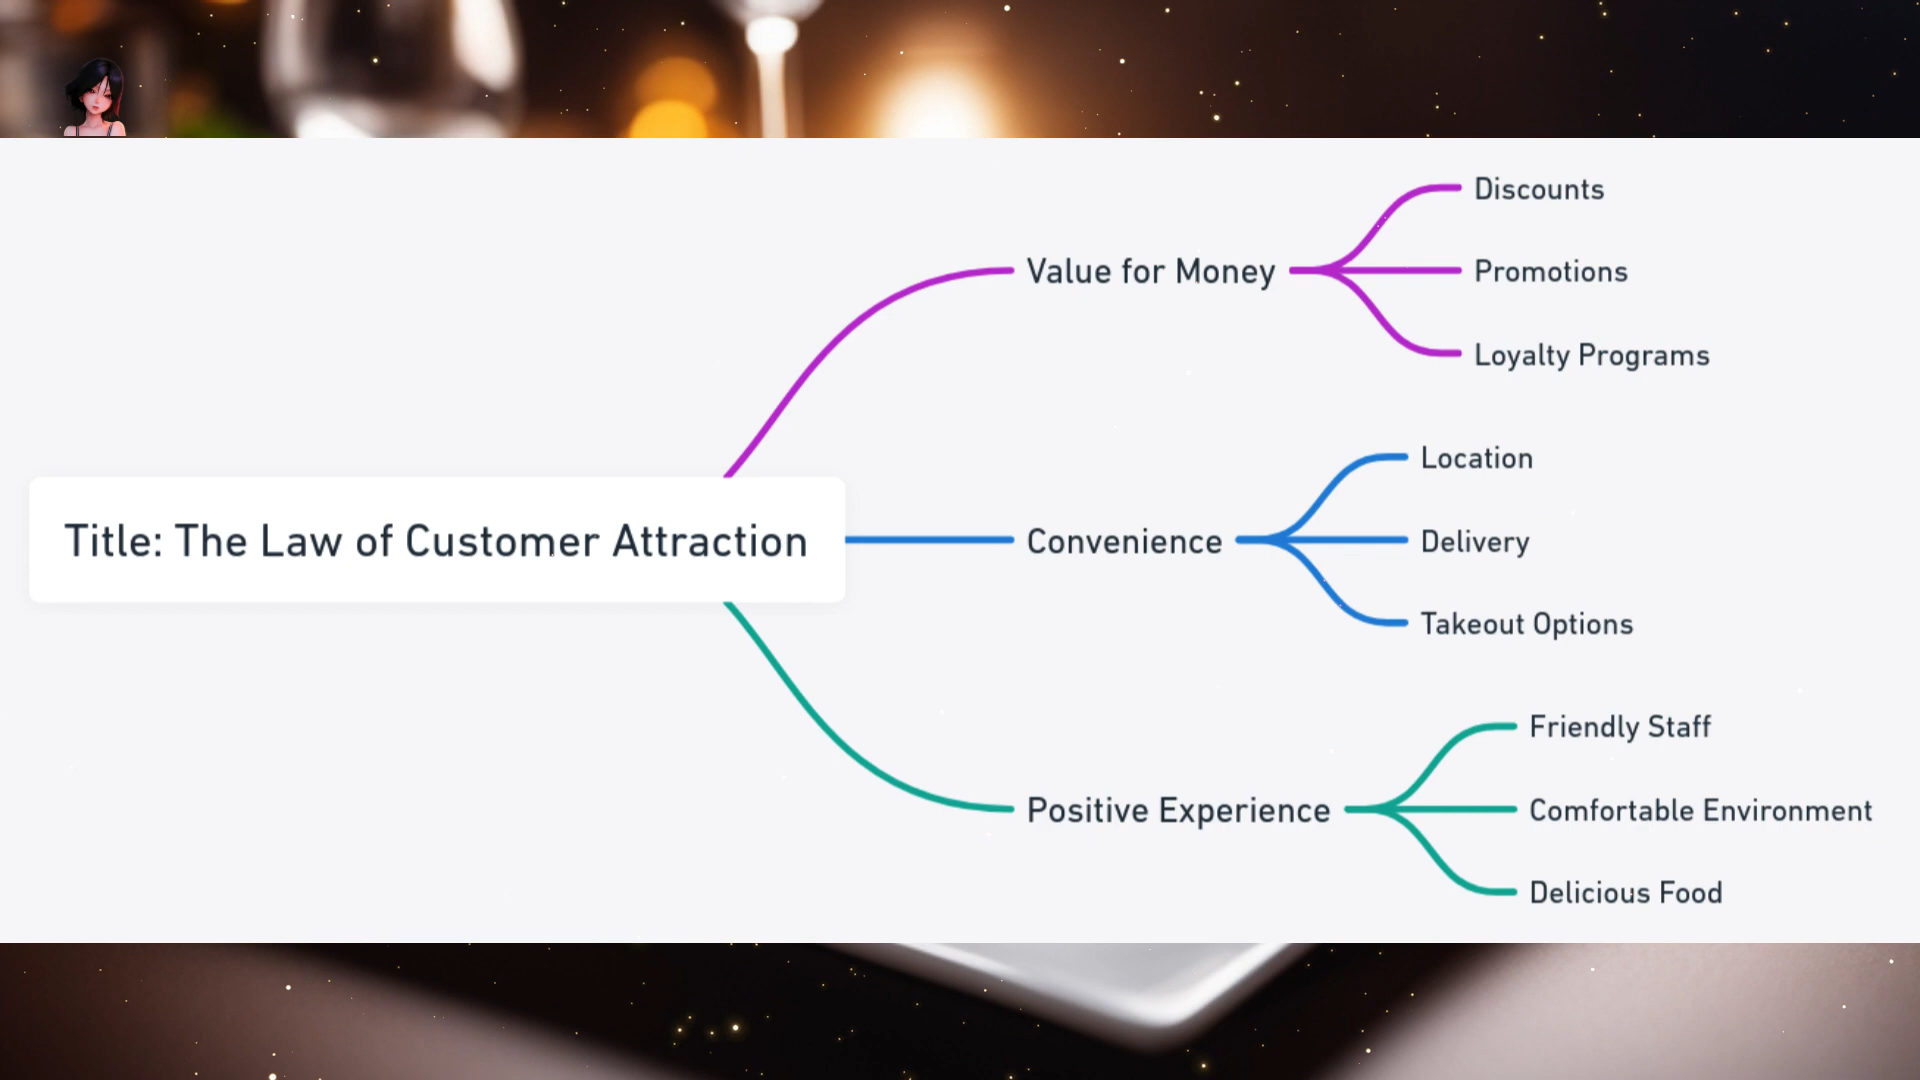 Title: The Law of Customer Attraction
Value for Money
Discounts
Promotions
Loyalty Programs
Convenience
Location
Delivery
Takeout Options
Positive Experience
Friendly Staff
Comfortable Environment
Delicious Food